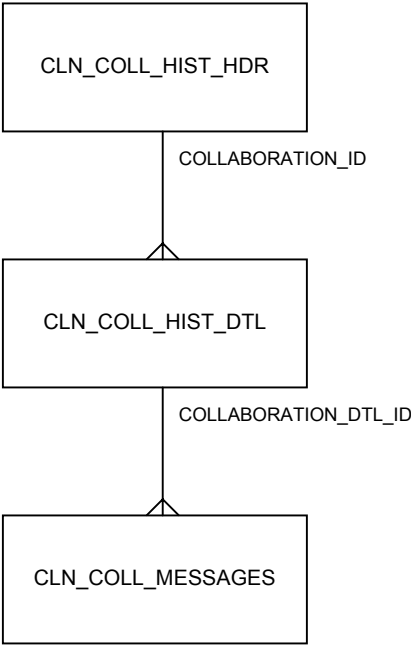 CLN_COLL_HIST_HDR
COLLABORATION_ID
CLN_COLL_HIST_DTL
COLLABORATION_DTL_ID
CLN_COLL_MESSAGES